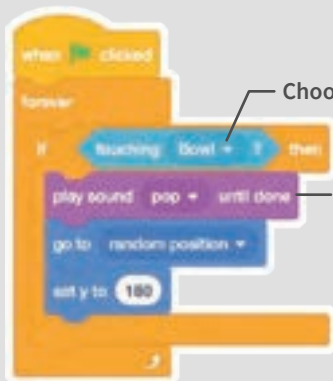 when clicked
forever
if touching Bowl ? then
Choo
play sound pop until done
go to random position
set y to 180